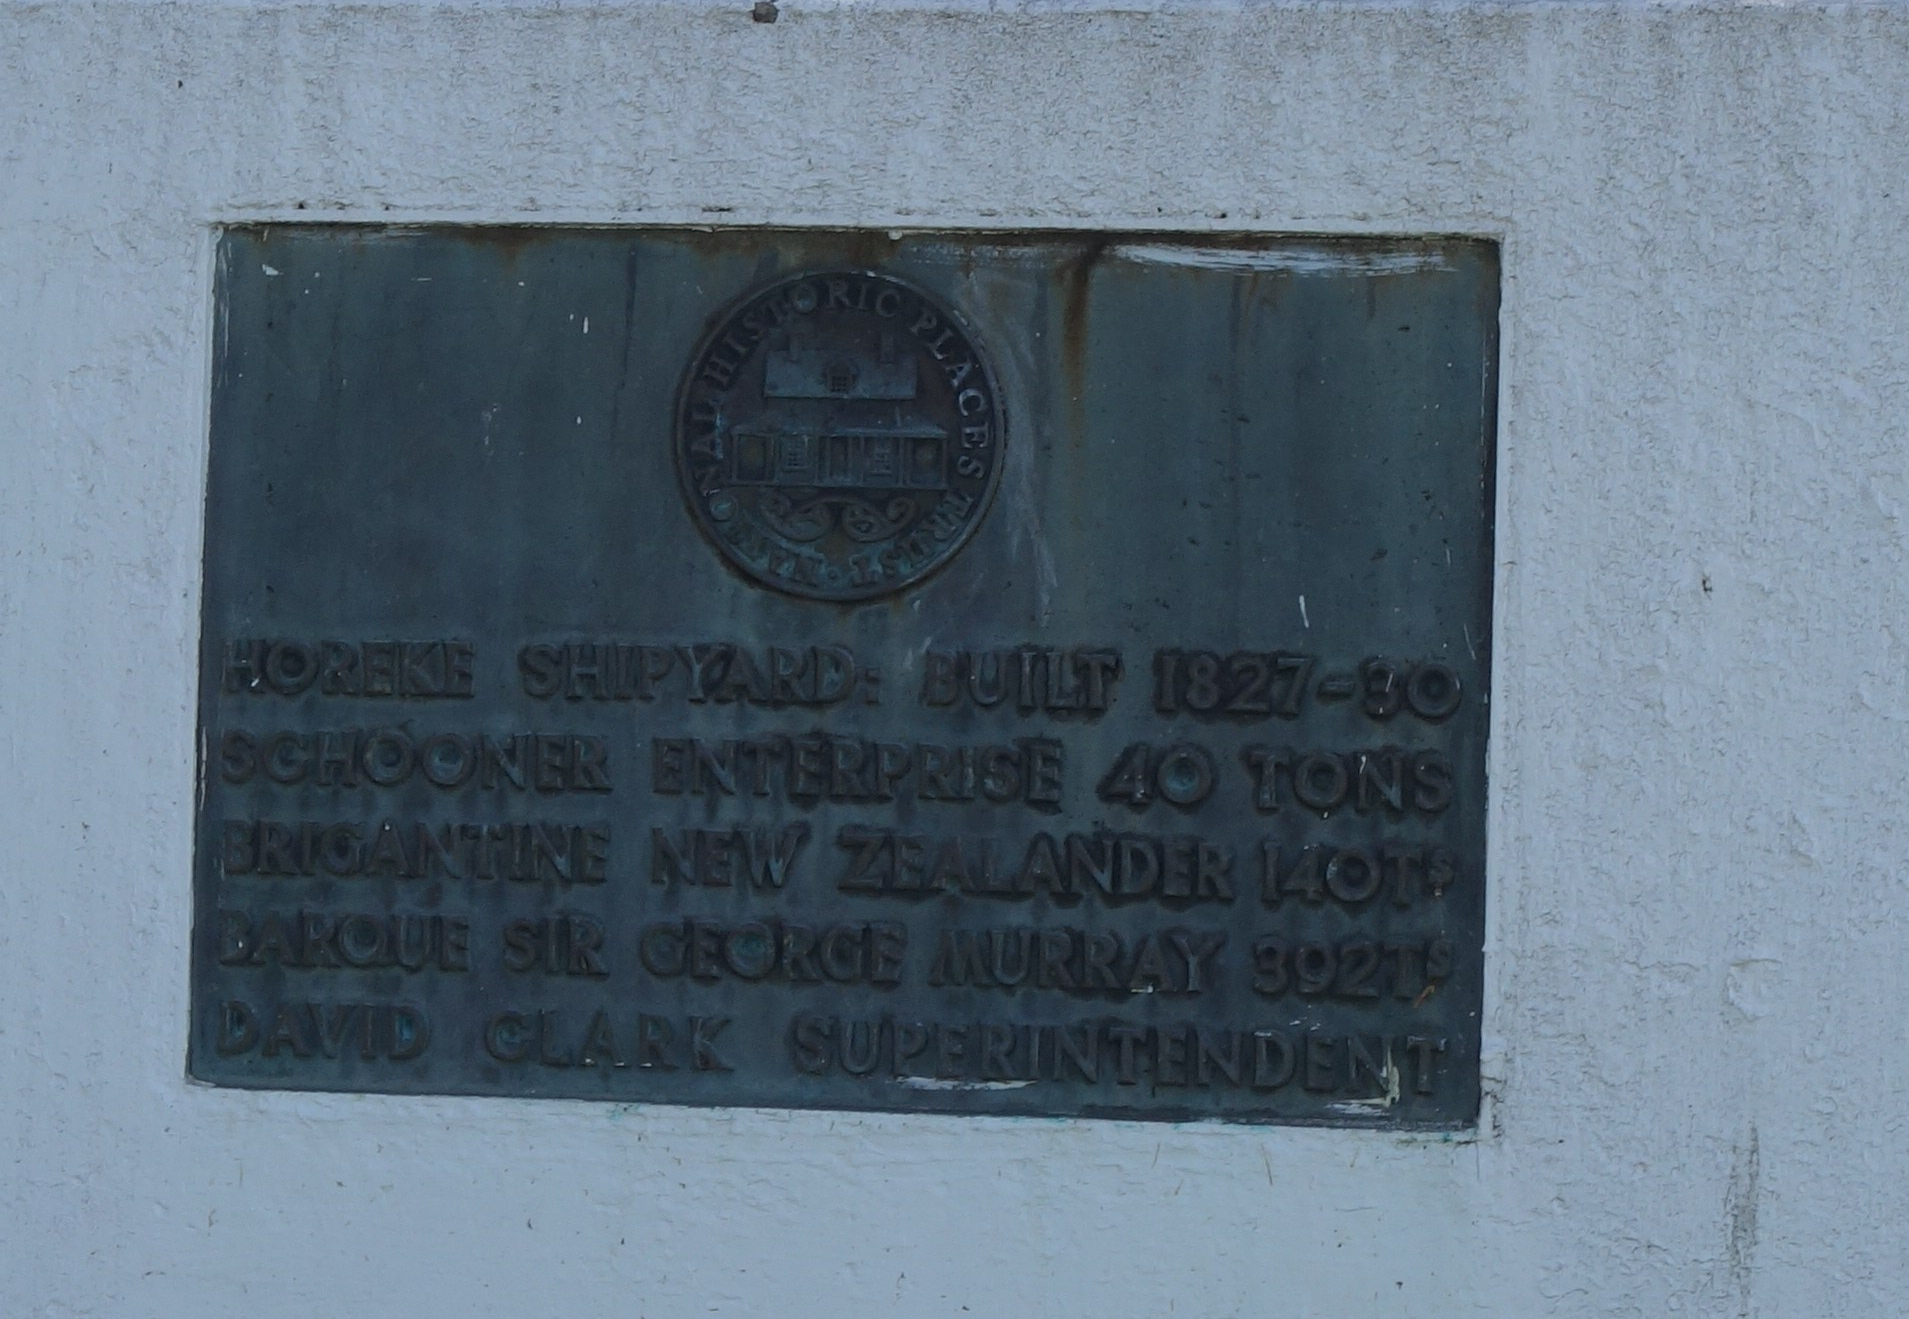 NATIONAL HISTORIC PLACES TRUST ·
HOREKE SHIPYARD: BUILT 1827-30
SCHOONER ENTERPRISE 40 TONS
BRIGANTINE NEW ZEALANDER 140Tˢ
BARQUE SIR GEORGE MURRAY 392Tˢ
DAVID CLARK SUPERINTENDENT